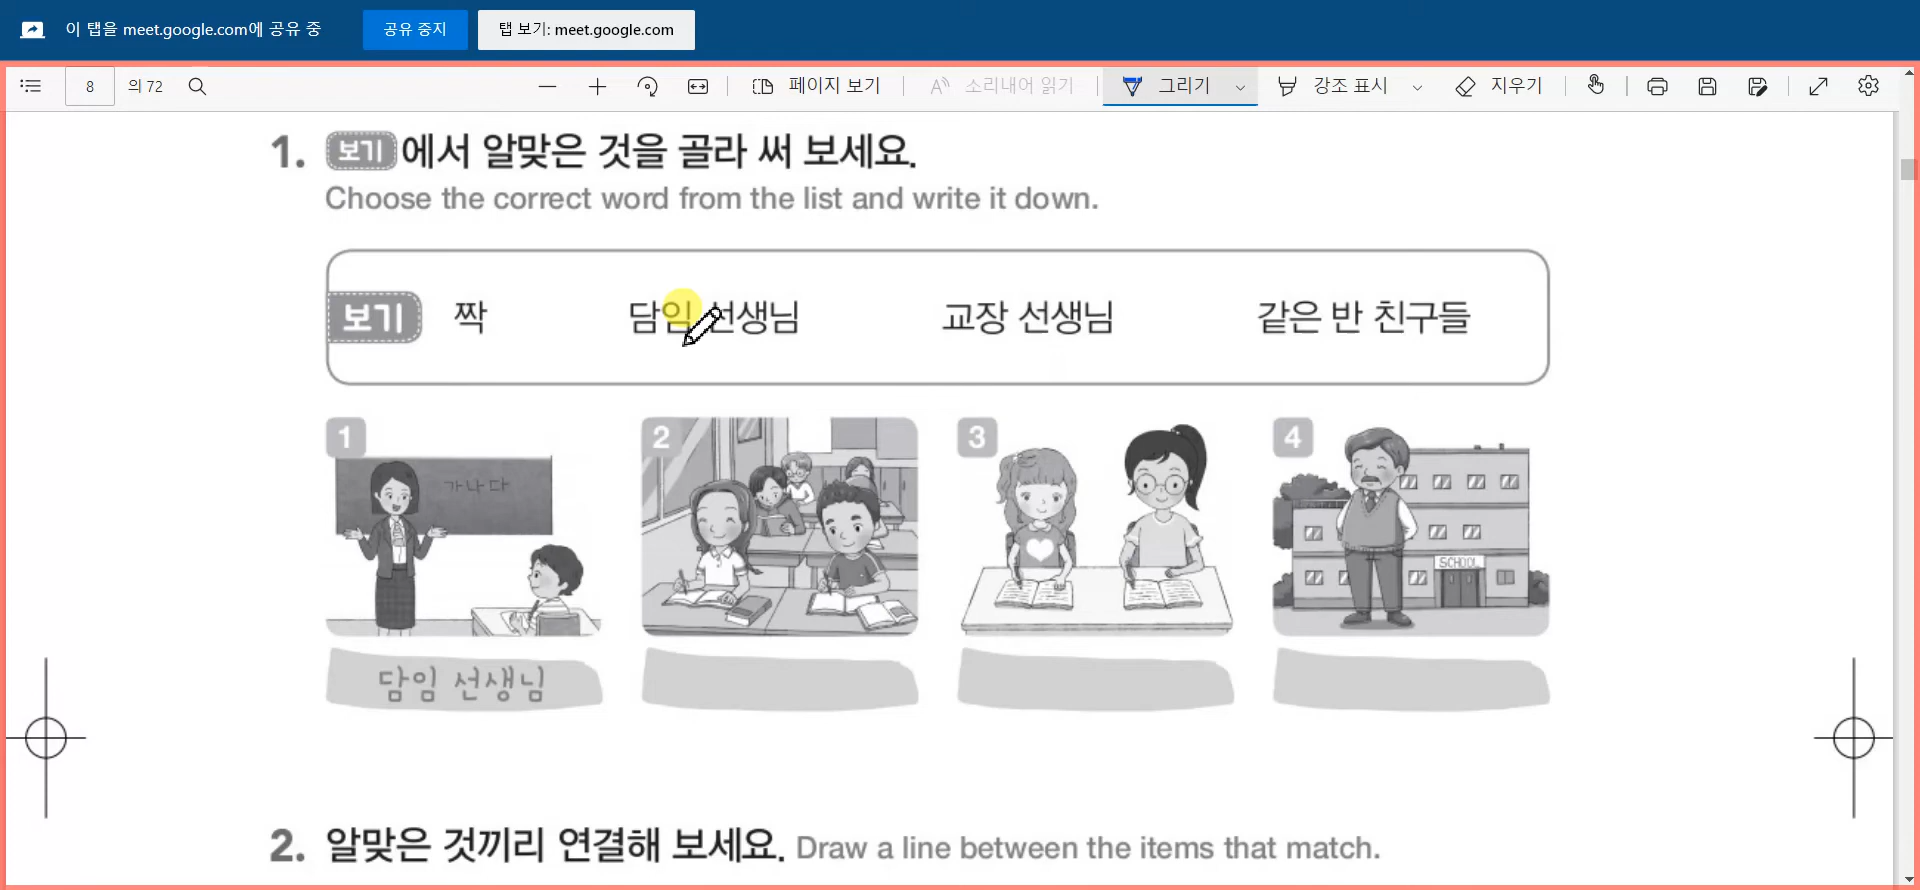 이 탭을 meet.google.com에 공유 중 공유 중지 탭 보기: meet.google.com
8 의 72 페이지 보기 소리내어 읽기 그리기 강조 표시 지우기
1. 보기 에서 알맞은 것을 골라 써 보세요.
Choose the correct word from the list and write it down.
보기 짝 담임 선생님 교장 선생님 같은 반 친구들
1 2 3 4
가나다
SCHOOL
담임 선생님
2. 알맞은 것끼리 연결해 보세요. Draw a line between the items that match.